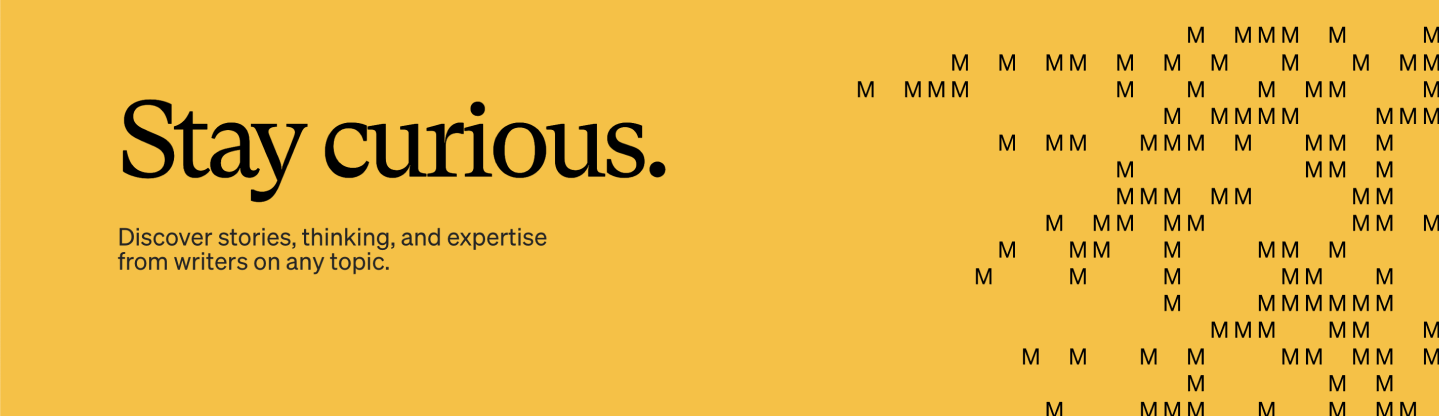 Stay curious.
Discover stories, thinking, and expertise
from writers on any topic.
M MMM M M
M M MM M M M M M MM
M MMM M M M MM M
M MMMM MMM
M MM MMM M MM M
M MM M
MMM MM MM
M MM MM MM M
M MM M MM M
M M M MM M
M MMMMMM
MMM MM M
M M M M MM MM M
M M M
M MMM M M MM